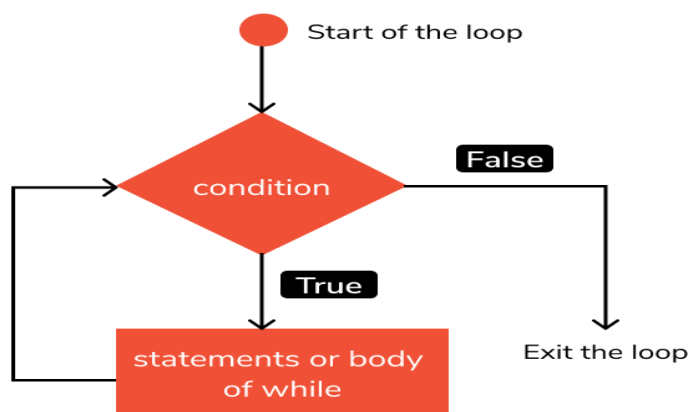 Start of the loop
False
condition
True
statements or body
of while
Exit the loop